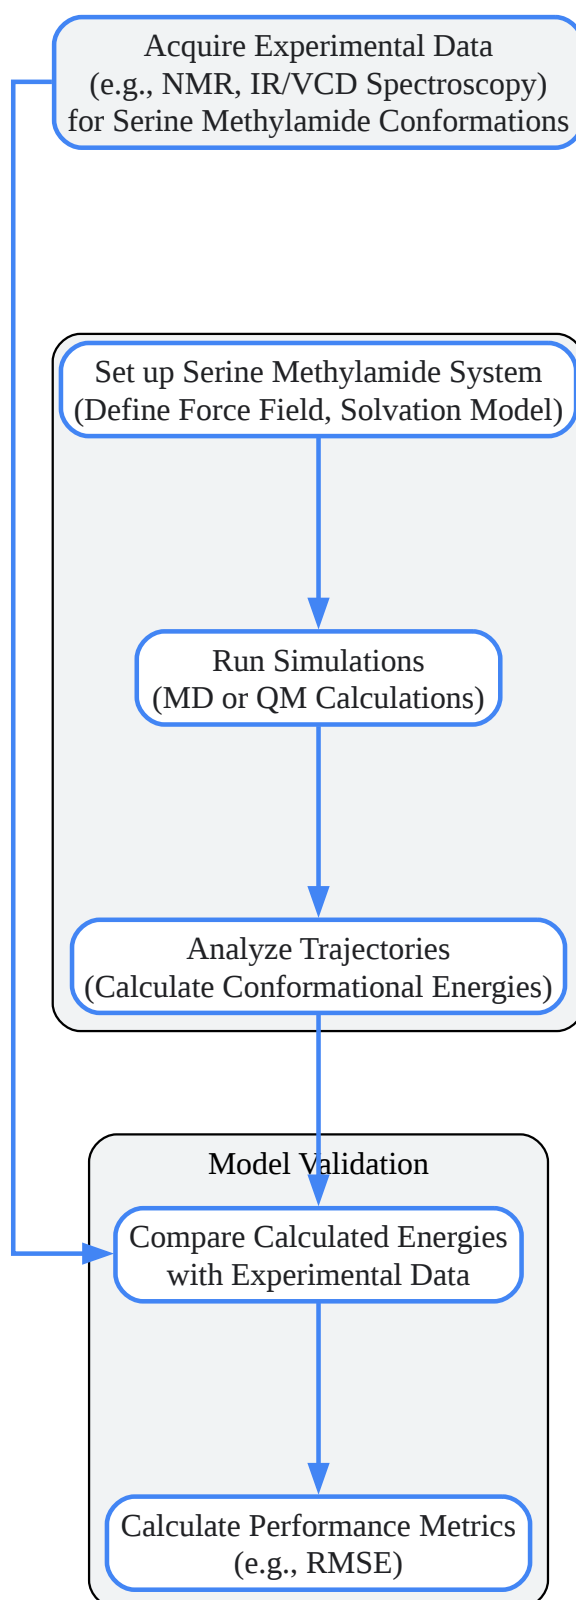 Acquire Experimental Data
(e.g., NMR, IR/VCD Spectroscopy)
for Serine Methylamide Conformations
Set up Serine Methylamide System
(Define Force Field, Solvation Model)
Run Simulations
(MD or QM Calculations)
Analyze Trajectories
(Calculate Conformational Energies)
Model Validation
Compare Calculated Energies
with Experimental Data
Calculate Performance Metrics
(e.g., RMSE)